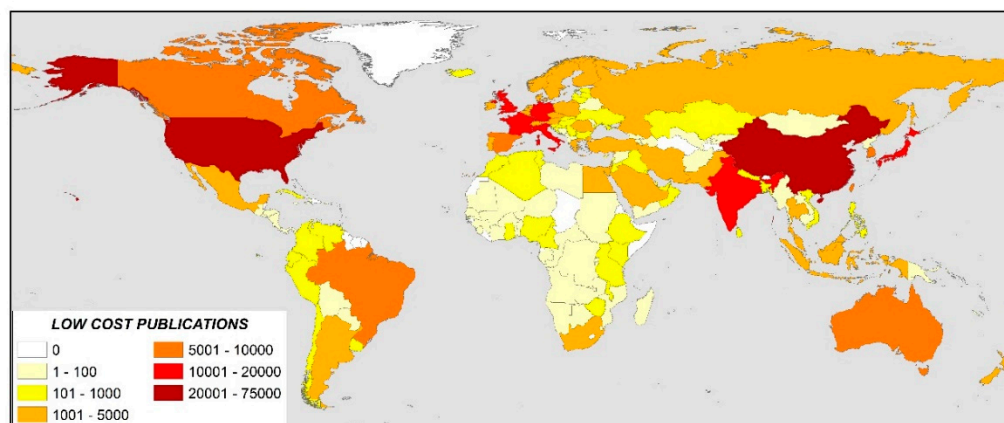 LOW COST PUBLICATIONS
0 5001 - 10000
1 - 100 10001 - 20000
101 - 1000 20001 - 75000
1001 - 5000